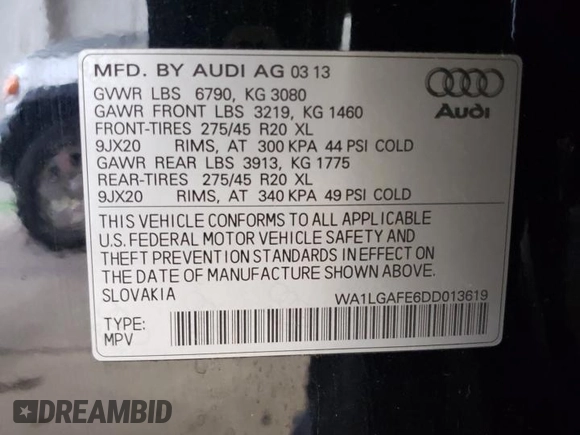 MFD. BY AUDI AG 03 13
GVWR LBS 6790, KG 3080
GAWR FRONT LBS 3219, KG 1460
FRONT-TIRES 275/45 R20 XL
9JX20 RIMS, AT 300 KPA 44 PSI COLD
GAWR REAR LBS 3913, KG 1775
REAR-TIRES 275/45 R20 XL
9JX20 RIMS, AT 340 KPA 49 PSI COLD
Audi
THIS VEHICLE CONFORMS TO ALL APPLICABLE
U.S. FEDERAL MOTOR VEHICLE SAFETY AND
THEFT PREVENTION STANDARDS IN EFFECT ON
THE DATE OF MANUFACTURE SHOWN ABOVE.
SLOVAKIA WA1LGAFE6DD013619
TYPE:
MPV
DREAMBID